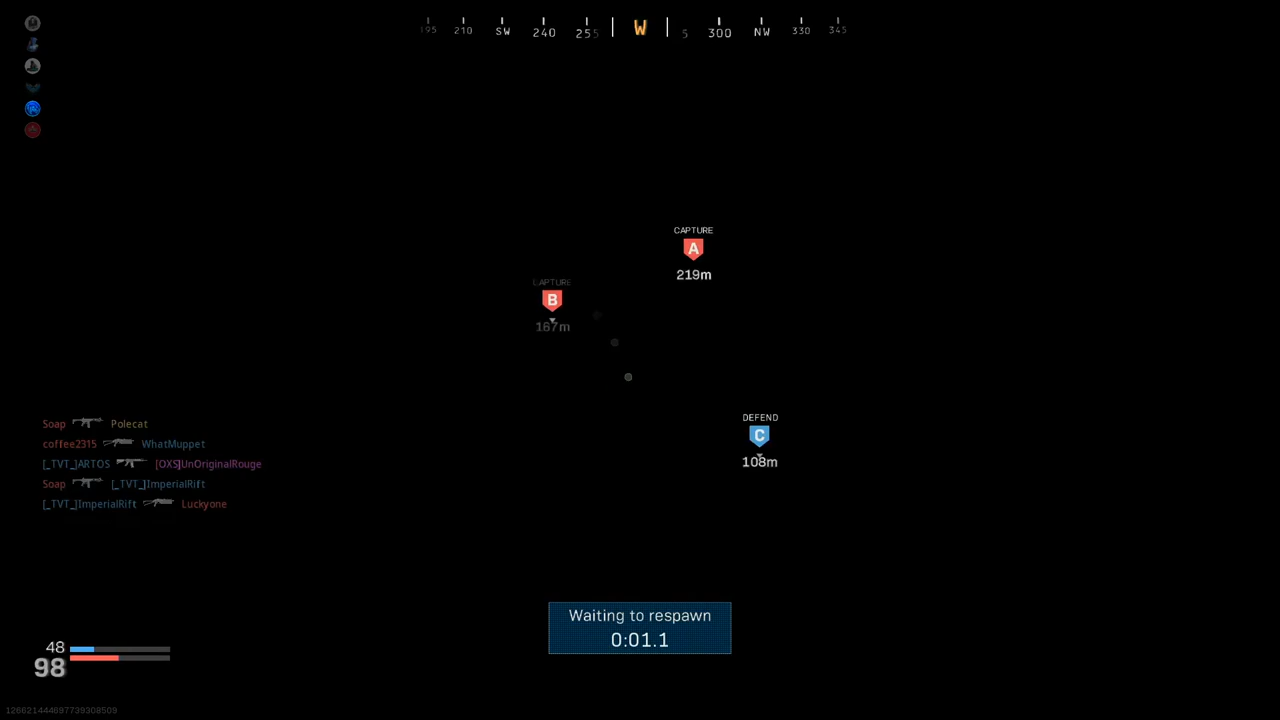 195 210 SW 240 255 W 5 300 NW 330 345
CAPTURE
A
219m
CAPTURE
B
167m
DEFEND
C
108m
Soap Polecat
coffee2315 WhatMuppet
[_TVT_]ARTOS [OXS]UnOriginalRouge
Soap [_TVT_]ImperialRift
[_TVT_]ImperialRift Luckyone
Waiting to respawn
0:01.1
48
98
126621444697739308509